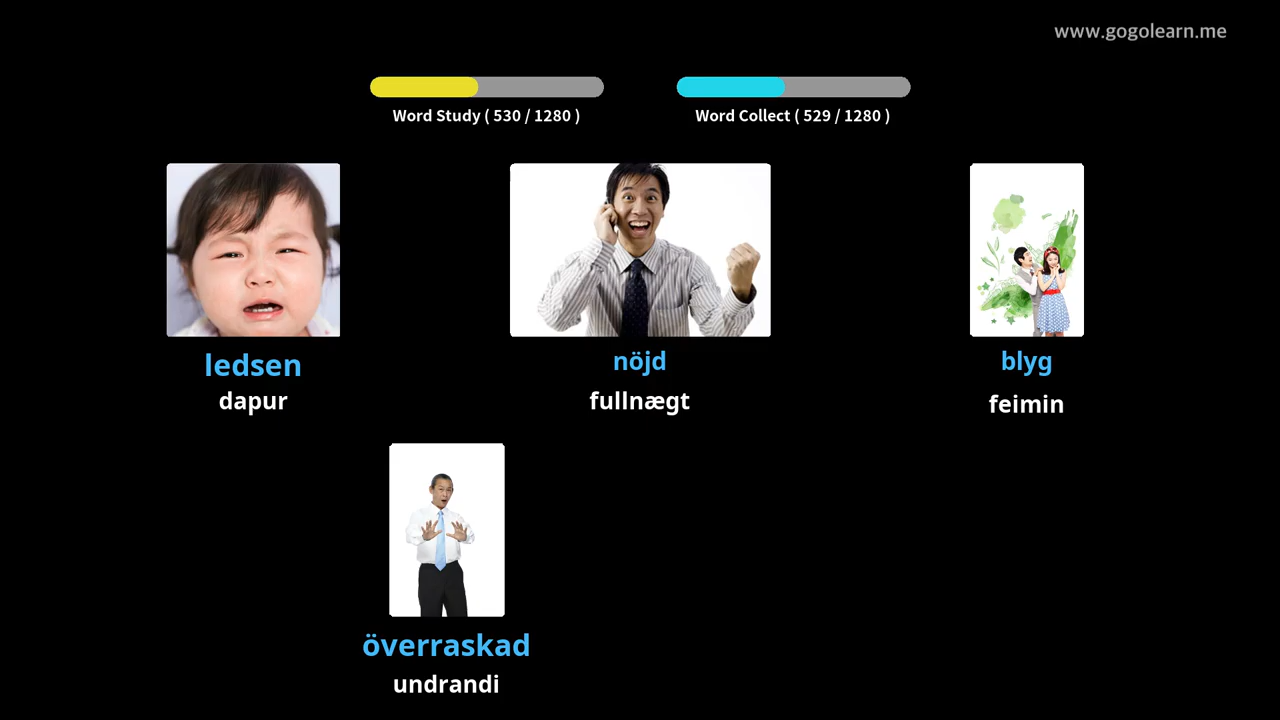 www.gogolearn.me
Word Study ( 530 / 1280 )
Word Collect ( 529 / 1280 )
ledsen
dapur
nöjd
fullnægt
blyg
feimin
överraskad
undrandi